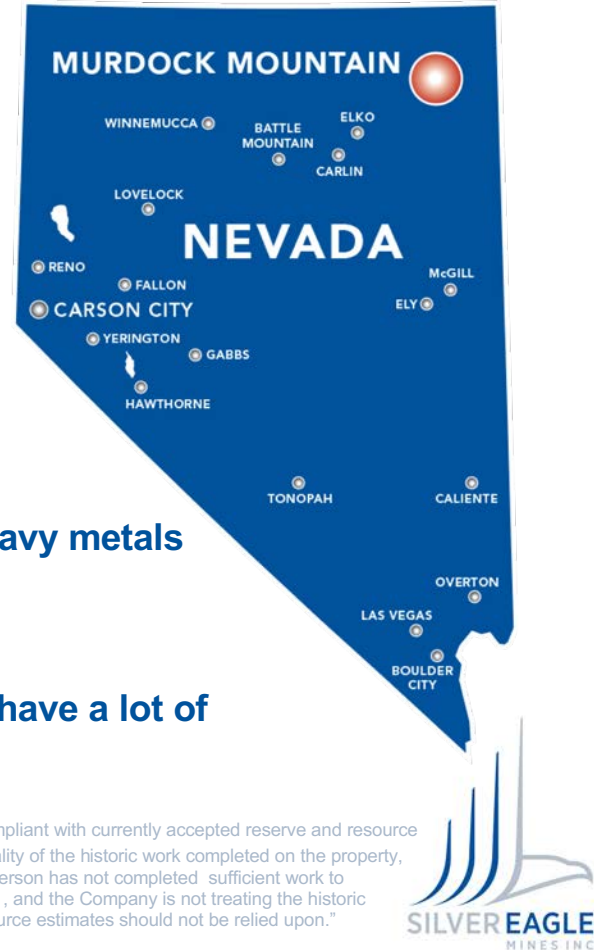 MURDOCK MOUNTAIN
WINNEMUCCA
BATTLE
MOUNTAIN
ELKO
CARLIN
LOVELOCK
NEVADA
RENO
FALLON
McGILL
ELY
CARSON CITY
YERINGTON
GABBS
HAWTHORNE
TONOPAH
CALIENTE
avy metals
OVERTON
LAS VEGAS
BOULDER
CITY
have a lot of
mpliant with currently accepted reserve and resource
ality of the historic work completed on the property,
erson has not completed sufficient work to
, and the Company is not treating the historic
urce estimates should not be relied upon.”
SILVER EAGLE
MINES INC